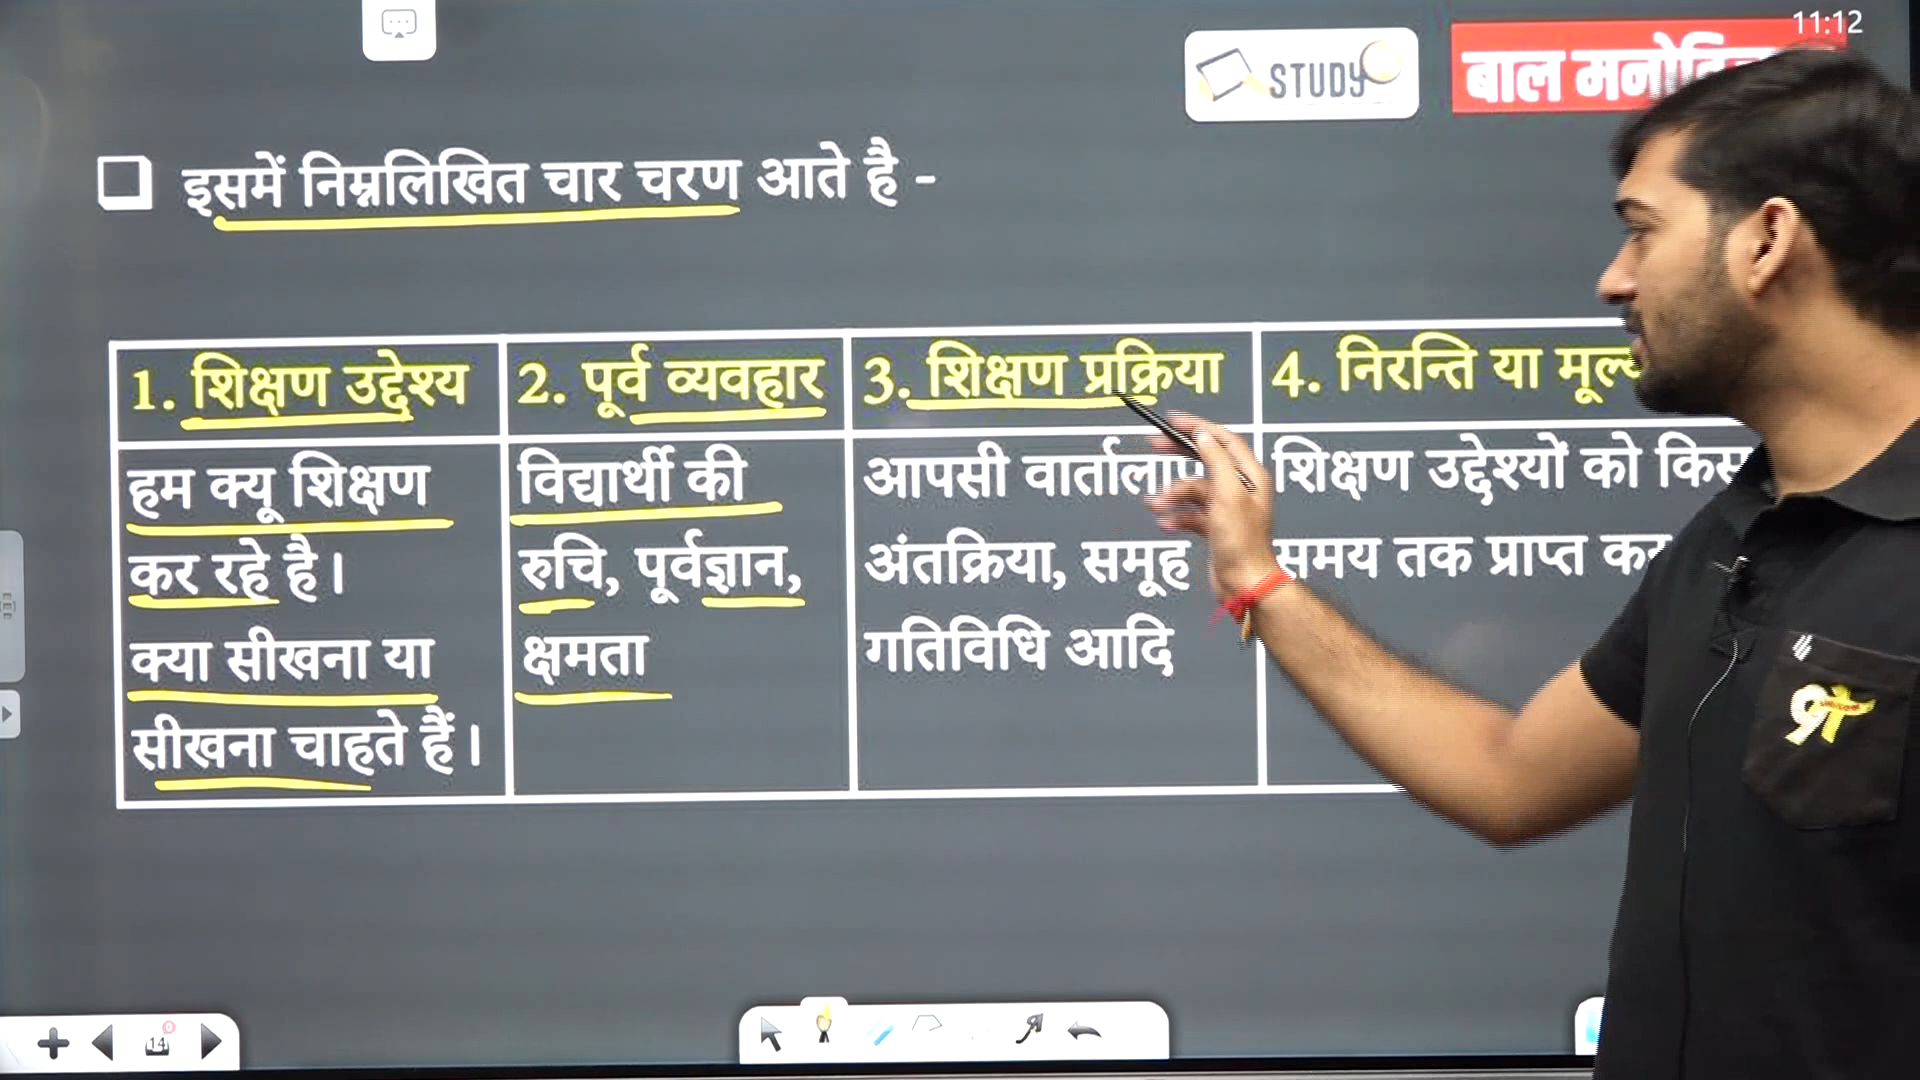 11:12
STUDY
बाल
इसमें निम्नलिखित चार चरण आते है -
1. शिक्षण उद्देश्य
2. पूर्व व्यवहार
3. शिक्षण प्रक्रिया
4. निरन्ति या
हम क्यू शिक्षण
कर रहे है।
क्या सीखना या
सीखना चाहते हैं।
विद्यार्थी की
रुचि, पूर्वज्ञान,
क्षमता
आपसी वार्तालाप
अंतक्रिया, समूह
गतिविधि आदि
शिक्षण उद्देश्यों को किस
समय तक प्राप्त
14